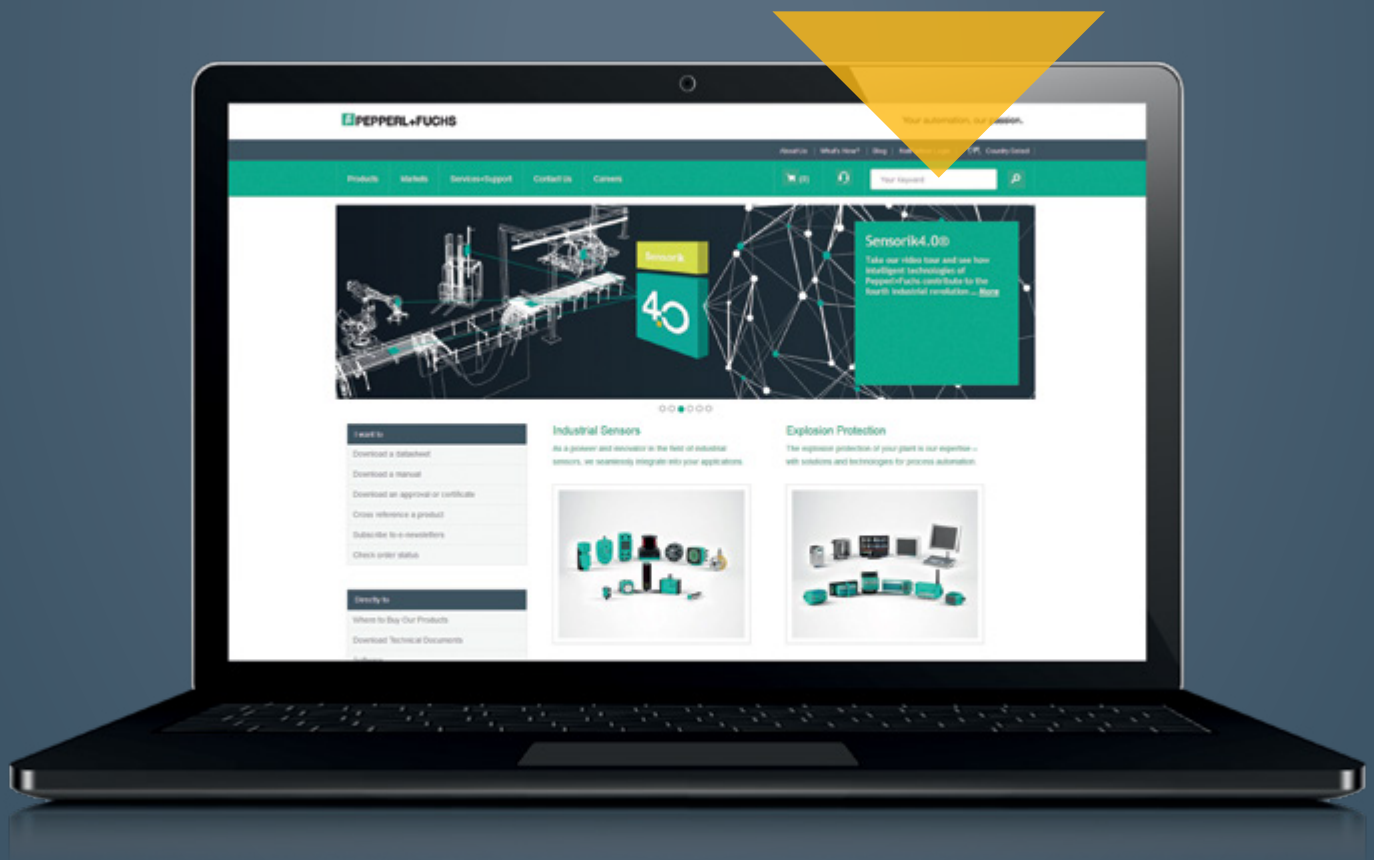 PEPPERL+FUCHS
Your automation, our passion.
About Us | What's New? | Blog | Country Select
Products Markets Services+Support Contact Us Careers (0) Your Keyword
Sensorik
4.0
Sensorik4.0®
Take our video tour and see how
intelligent technologies of
Pepperl+Fuchs contribute to the
fourth industrial revolution ... More
I want to
Download a datasheet
Download a manual
Download an approval or certificate
Cross reference a product
Subscribe to e-newsletters
Check order status
Directly to
Where to Buy Our Products
Download Technical Documents
Software
Industrial Sensors
As a pioneer and innovator in the field of industrial
sensors, we seamlessly integrate into your applications.
Explosion Protection
The explosion protection of your plant is our expertise –
with solutions and technologies for process automation.